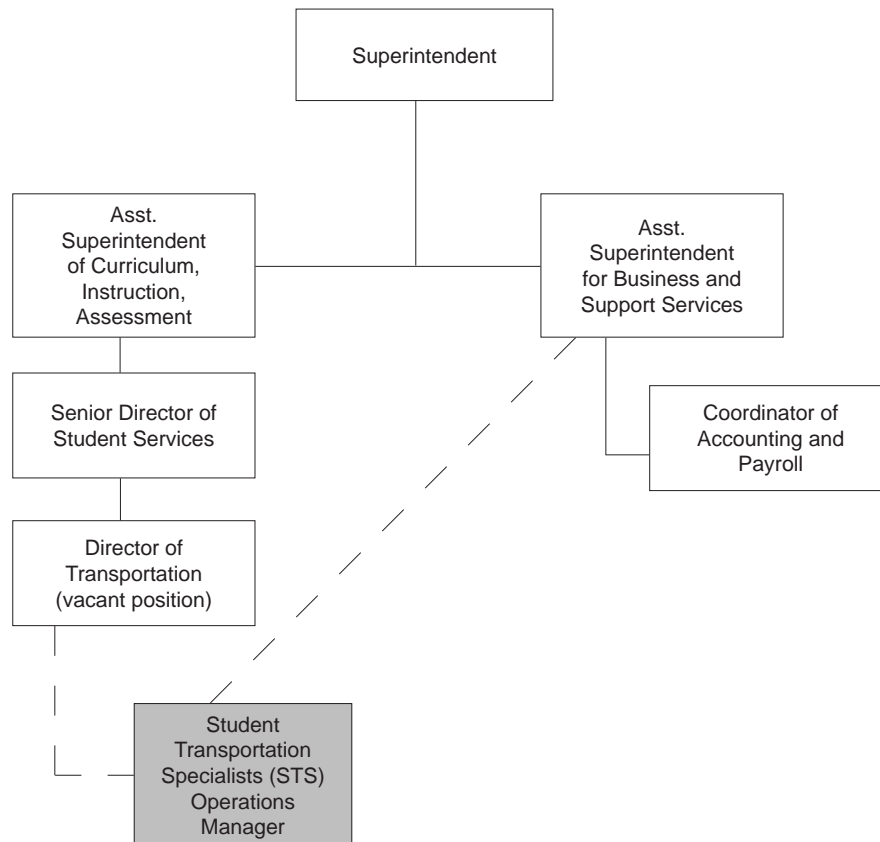 Superintendent
Asst.
Superintendent
of Curriculum,
Instruction,
Assessment
Asst.
Superintendent
for Business and
Support Services
Senior Director of
Student Services
Coordinator of
Accounting and
Payroll
Director of
Transportation
(vacant position)
Student
Transportation
Specialists (STS)
Operations
Manager